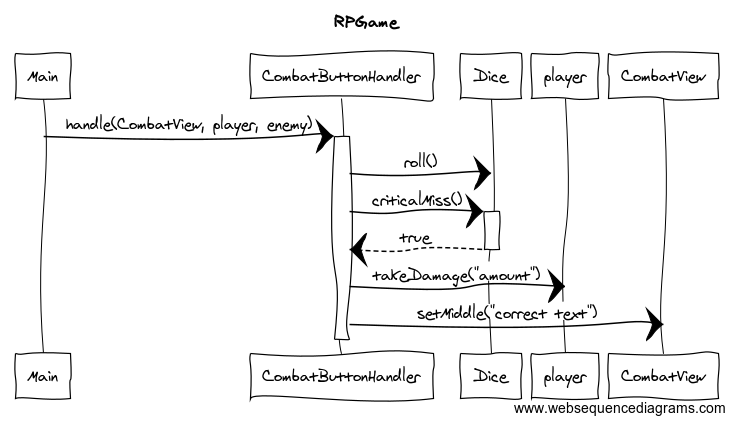 RPGame
Main
CombatButtonHandler
Dice
player
CombatView
handle(CombatView, player, enemy)
roll()
criticalMiss()
true
takeDamage("amount")
setMiddle("correct text")
Main
CombatButtonHandler
Dice
player
CombatView
www.websequencediagrams.com